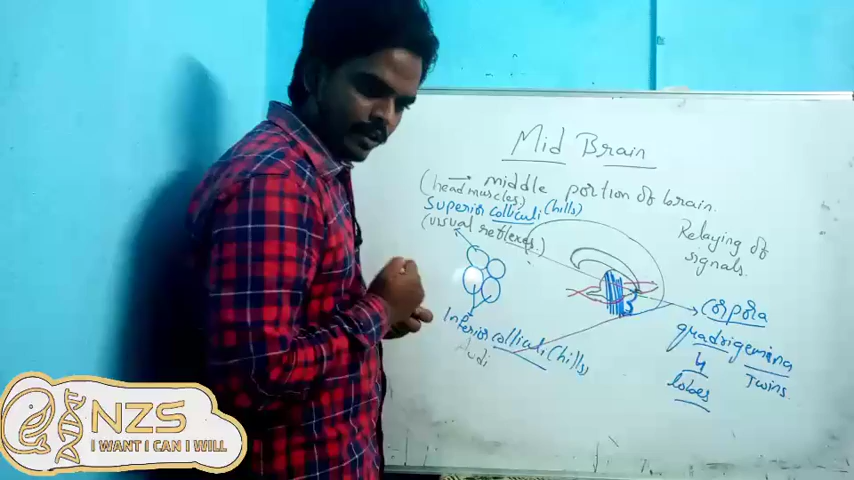 Mid Brain
→ middle portion of brain.
(head muscles)
Superior colliculi (hills)
(visual reflexes.)
Relaying of
signals.
Inferior colliculi (hills)
Audi
Corpora
quadrigemina
4
lobes
Twins
NZS
I WANT I CAN I WILL